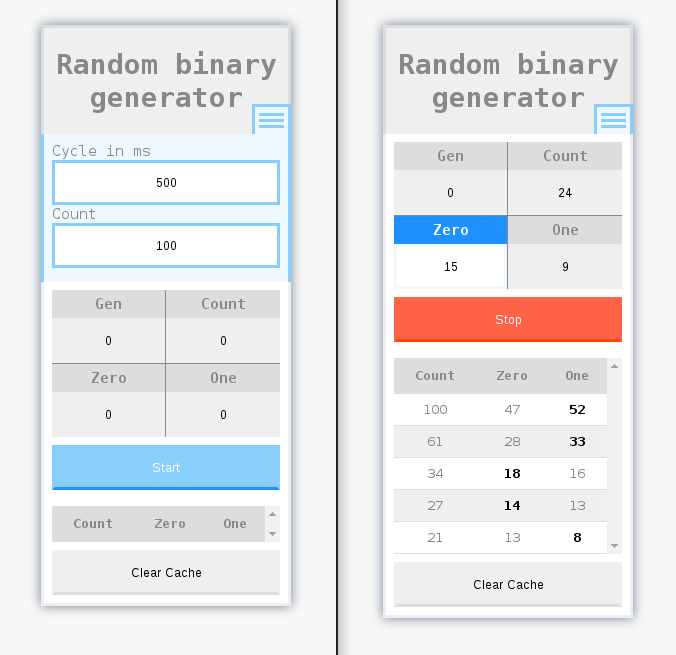 Random binary
generator
Cycle in ms
500
Count
100
Gen Count
0 0
Zero One
0 0
Start
Count Zero One
Clear Cache
Random binary
generator
Gen Count
0 24
Zero One
15 9
Stop
Count Zero One
100 47 52
61 28 33
34 18 16
27 14 13
21 13 8
Clear Cache